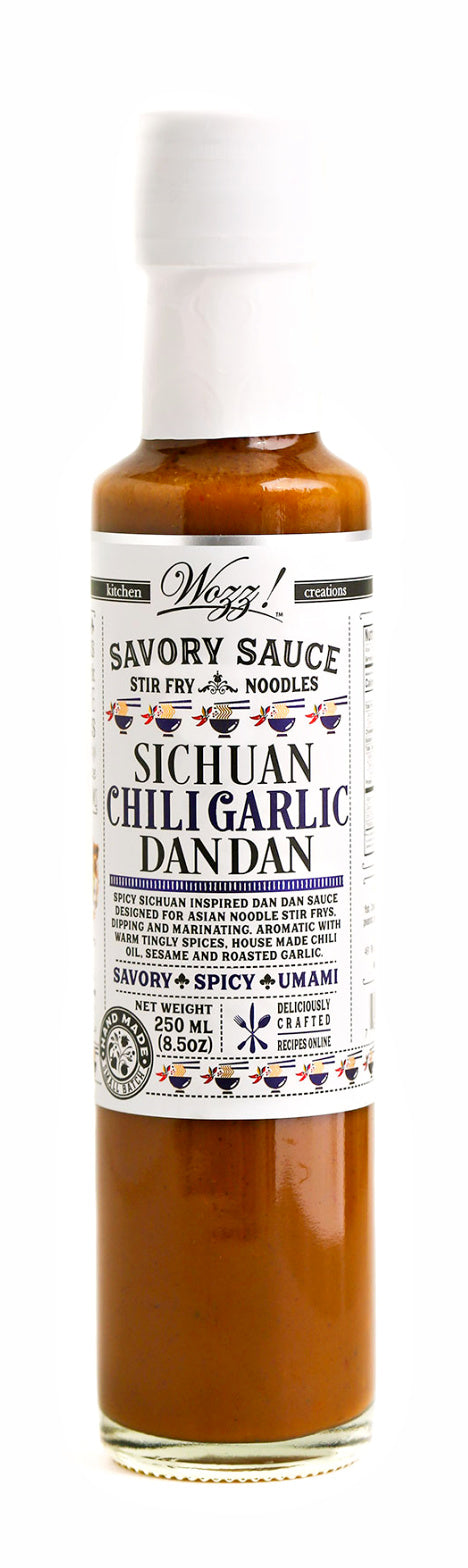 kitchen Wozz! creations
TM
SAVORY SAUCE
STIR FRY NOODLES
SICHUAN
CHILI GARLIC
DAN DAN
SPICY SICHUAN INSPIRED DAN DAN SAUCE
DESIGNED FOR ASIAN NOODLE STIR FRYS,
DIPPING AND MARINATING. AROMATIC WITH
WARM TINGLY SPICES, HOUSE MADE CHILI
OIL, SESAME AND ROASTED GARLIC.
SAVORY SPICY UMAMI
NET WEIGHT
250 ML
(8.5OZ)
DELICIOUSLY
CRAFTED
RECIPES ONLINE
HAND MADE
SMALL BATCH